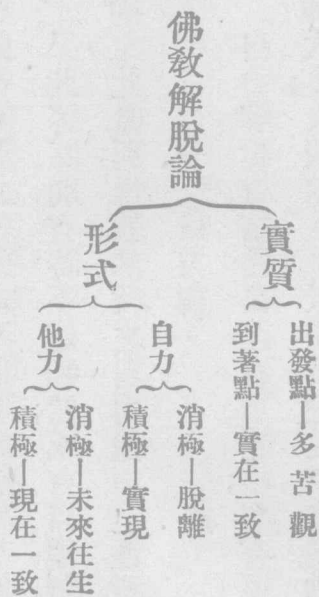 佛教解脫論
實質
出發點—多苦觀
到著點—實在一致
形式
自力
消極—脫離
積極—實現
他力
消極—未來往生
積極—現在一致